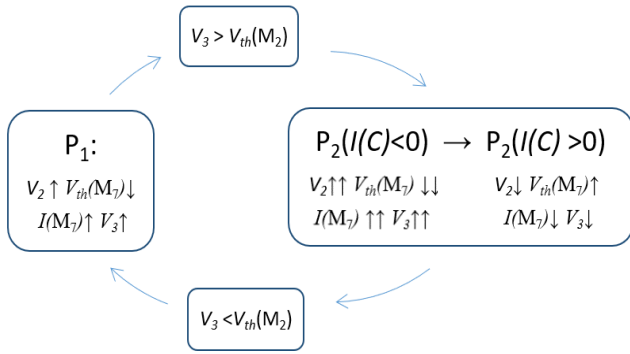 V₃ > Vth(M₂)
P₁:
V₂ ↑ Vth(M₇)↓
I(M₇)↑ V₃↑
P₂(I(C)<0) → P₂(I(C) >0)
V₂↑↑ Vth(M₇) ↓↓ V₂↓ Vth(M₇)↑
I(M₇) ↑↑ V₃↑↑ I(M₇)↓ V₃↓
V₃ <Vth(M₂)